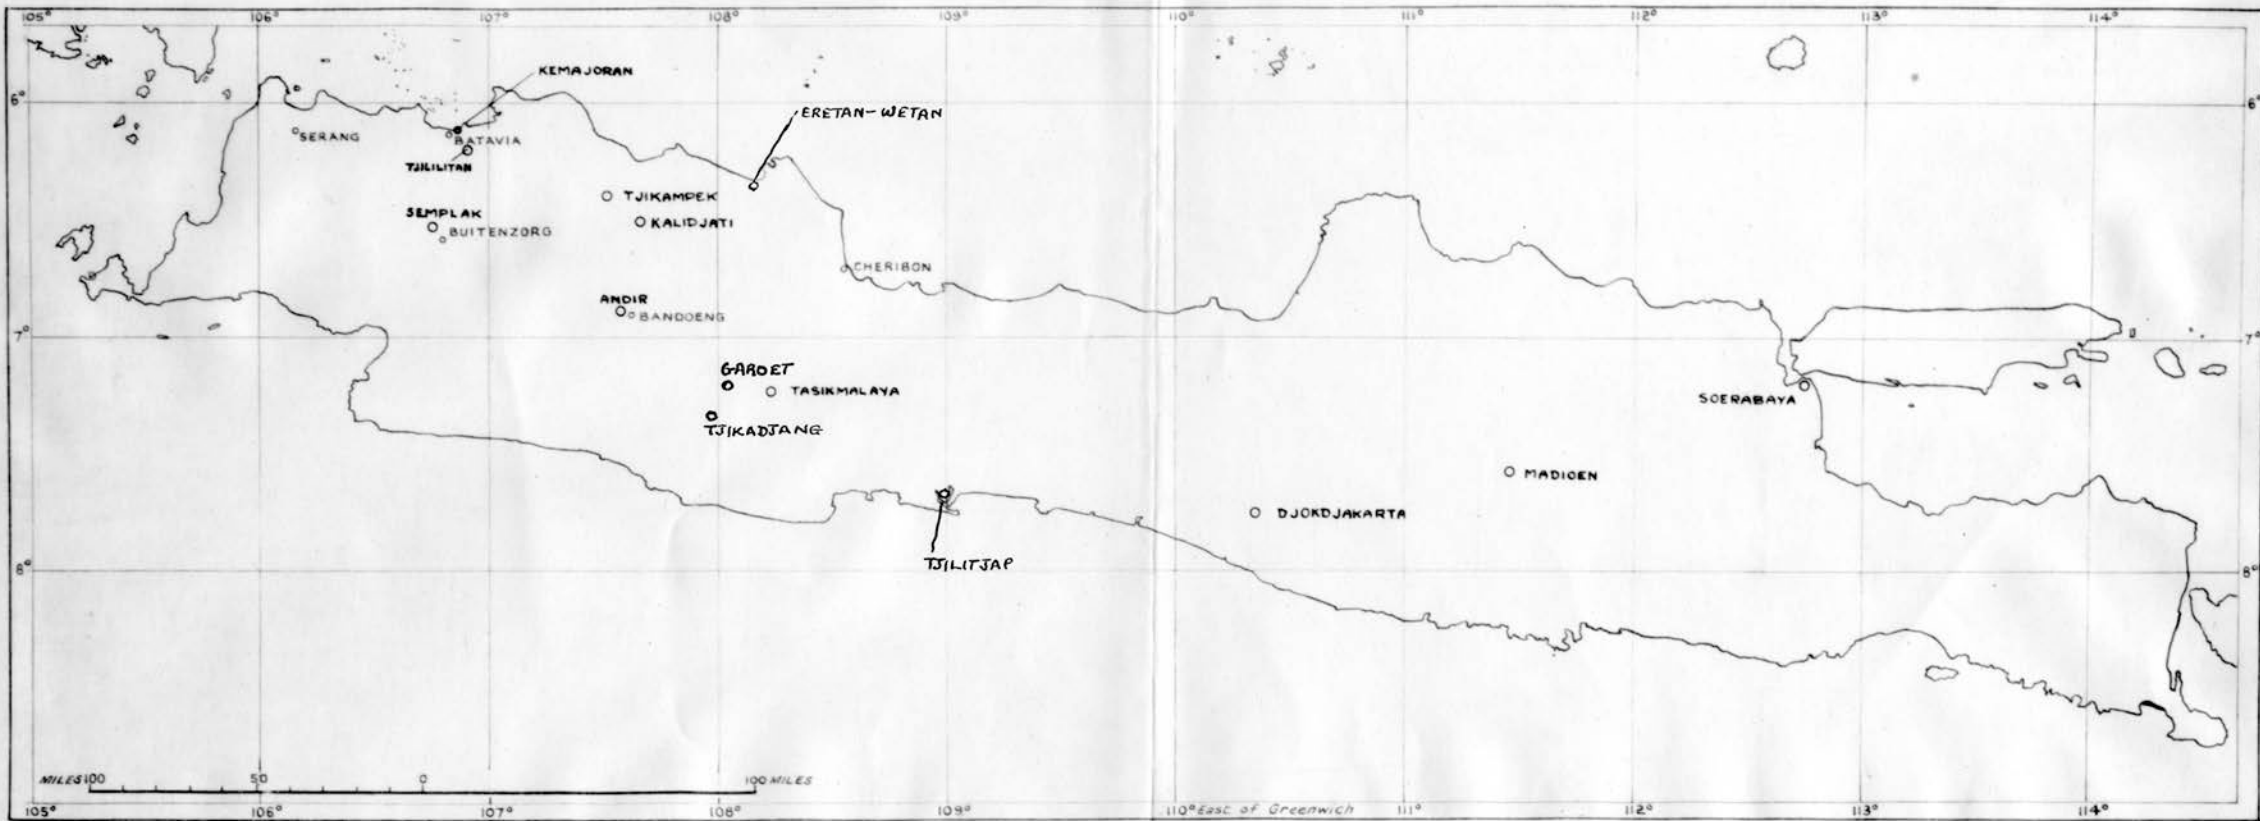 105° 106° 107° 108° 109° 110° 111° 112° 113° 114°
KEMAJORAN
6° 6°
ERETAN-WETAN
SERANG
BATAVIA
TJILILITAN
TJIKAMPEK
SEMPLAK
KALIDJATI
BUITENZORG
CHERIBON
ANDIR
BANDOENG
7° 7°
GAROET
TASIKMALAYA
SOERABAYA
TJIKADJANG
MADIOEN
DJOKDJAKARTA
TJILITJAP
8° 8°
MILES 100 50 0 100 MILES
105° 106° 107° 108° 109° 110° East of Greenwich 111° 112° 113° 114°